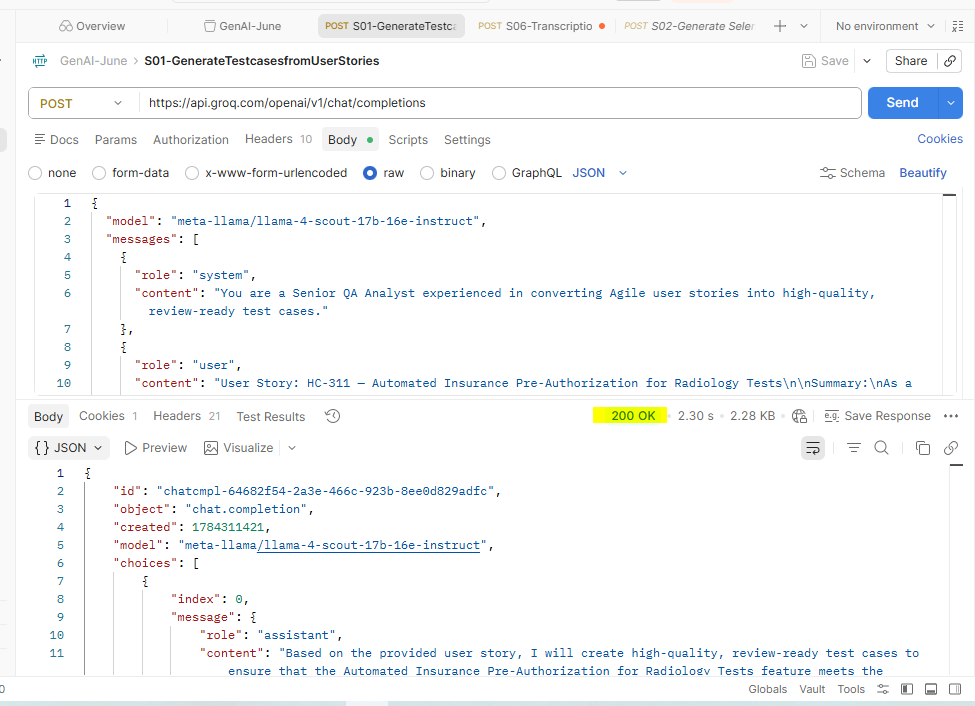 Overview GenAI-June POST S01-GenerateTestca POST S06-Transcriptio POST S02-Generate Seler No environment
HTTP GenAI-June > S01-GenerateTestcasesfromUserStories Save Share
POST https://api.groq.com/openai/v1/chat/completions Send
Docs Params Authorization Headers 10 Body Scripts Settings Cookies
none form-data x-www-form-urlencoded raw binary GraphQL JSON Schema Beautify
1 {
2 "model": "meta-llama/llama-4-scout-17b-16e-instruct",
3 "messages": [
4 {
5 "role": "system",
6 "content": "You are a Senior QA Analyst experienced in converting Agile user stories into high-quality,
review-ready test cases."
7 },
8 {
9 "role": "user",
10 "content": "User Story: HC-311 – Automated Insurance Pre-Authorization for Radiology Tests\n\nSummary:\nAs a
Body Cookies 1 Headers 21 Test Results 200 OK 2.30 s 2.28 KB e.g. Save Response
{} JSON Preview Visualize
1 {
2 "id": "chatcmpl-64682f54-2a3e-466c-923b-8ee0d829adfc",
3 "object": "chat.completion",
4 "created": 1784311421,
5 "model": "meta-llama/llama-4-scout-17b-16e-instruct",
6 "choices": [
7 {
8 "index": 0,
9 "message": {
10 "role": "assistant",
11 "content": "Based on the provided user story, I will create high-quality, review-ready test cases to
ensure that the Automated Insurance Pre-Authorization for Radiology Tests feature meets the
Globals Vault Tools